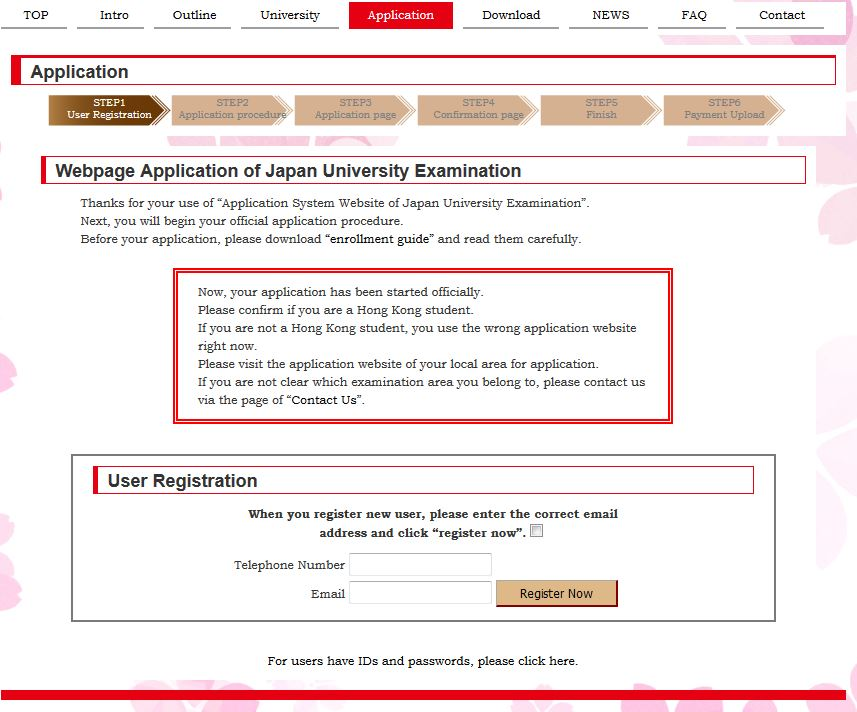 TOP Intro Outline University Application Download NEWS FAQ Contact
Application
STEP1 STEP2 STEP3 STEP4 STEP5 STEP6
User Registration Application procedure Application page Confirmation page Finish Payment Upload
Webpage Application of Japan University Examination
Thanks for your use of “Application System Website of Japan University Examination”.
Next, you will begin your official application procedure.
Before your application, please download “enrollment guide” and read them carefully.
Now, your application has been started officially.
Please confirm if you are a Hong Kong student.
If you are not a Hong Kong student, you use the wrong application website
right now.
Please visit the application website of your local area for application.
If you are not clear which examination area you belong to, please contact us
via the page of “Contact Us”.
User Registration
When you register new user, please enter the correct email
address and click “register now”.
Telephone Number
Email Register Now
For users have IDs and passwords, please click here.